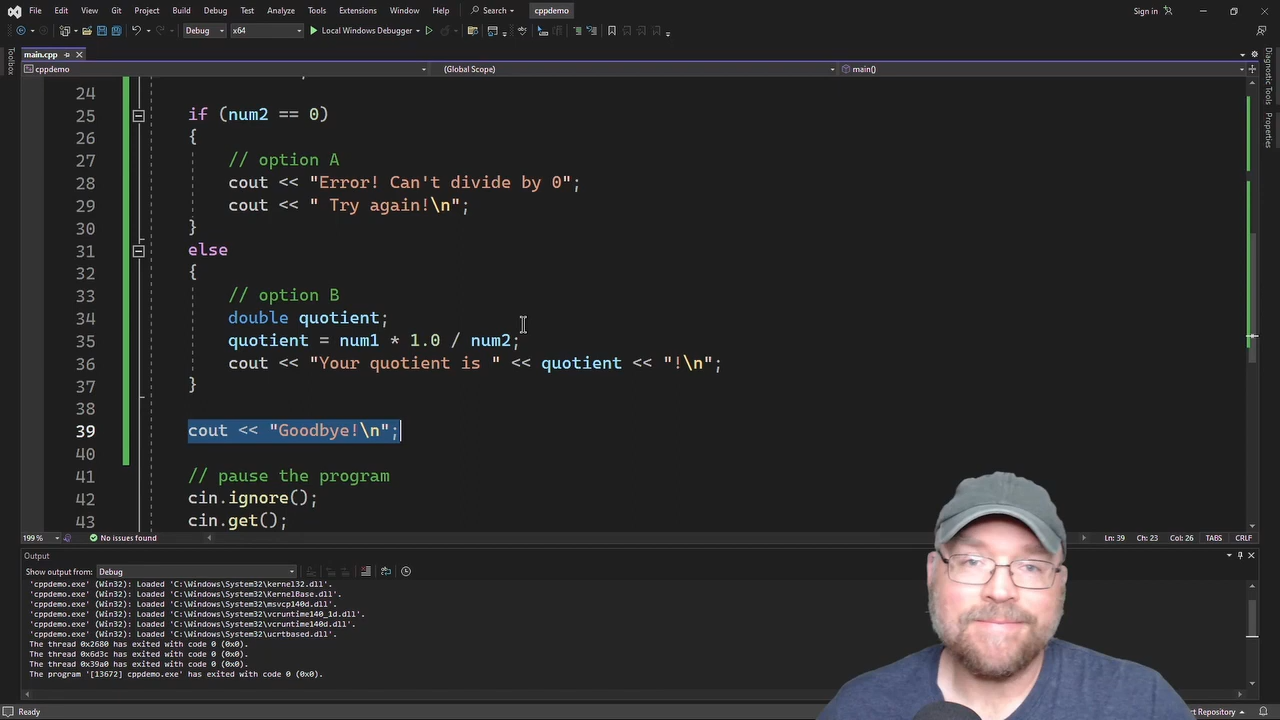 File Edit View Git Project Build Debug Test Analyze Tools Extensions Window Help Search cppdemo Sign in
Debug x64 Local Windows Debugger
main.cpp
cppdemo (Global Scope) main()
Toolbox
Diagnostic Tools
Properties
24
25 if (num2 == 0)
26 {
27 // option A
28 cout << "Error! Can't divide by 0";
29 cout << " Try again!\n";
30 }
31 else
32 {
33 // option B
34 double quotient;
35 quotient = num1 * 1.0 / num2;
36 cout << "Your quotient is " << quotient << "!\n";
37 }
38
39 cout << "Goodbye!\n";
40
41 // pause the program
42 cin.ignore();
43 cin.get();
199 % No issues found Ln: 39 Ch: 23 Col: 26 TABS CRLF
Output
Show output from: Debug
'cppdemo.exe' (Win32): Loaded 'C:\Windows\System32\kernel32.dll'.
'cppdemo.exe' (Win32): Loaded 'C:\Windows\System32\KernelBase.dll'.
'cppdemo.exe' (Win32): Loaded 'C:\Windows\System32\msvcp140d.dll'.
'cppdemo.exe' (Win32): Loaded 'C:\Windows\System32\vcruntime140_1d.dll'.
'cppdemo.exe' (Win32): Loaded 'C:\Windows\System32\vcruntime140d.dll'.
'cppdemo.exe' (Win32): Loaded 'C:\Windows\System32\ucrtbased.dll'.
The thread 0x2680 has exited with code 0 (0x0).
The thread 0x6d3c has exited with code 0 (0x0).
The thread 0x39a0 has exited with code 0 (0x0).
The program '[13672] cppdemo.exe' has exited with code 0 (0x0).
Ready Repository